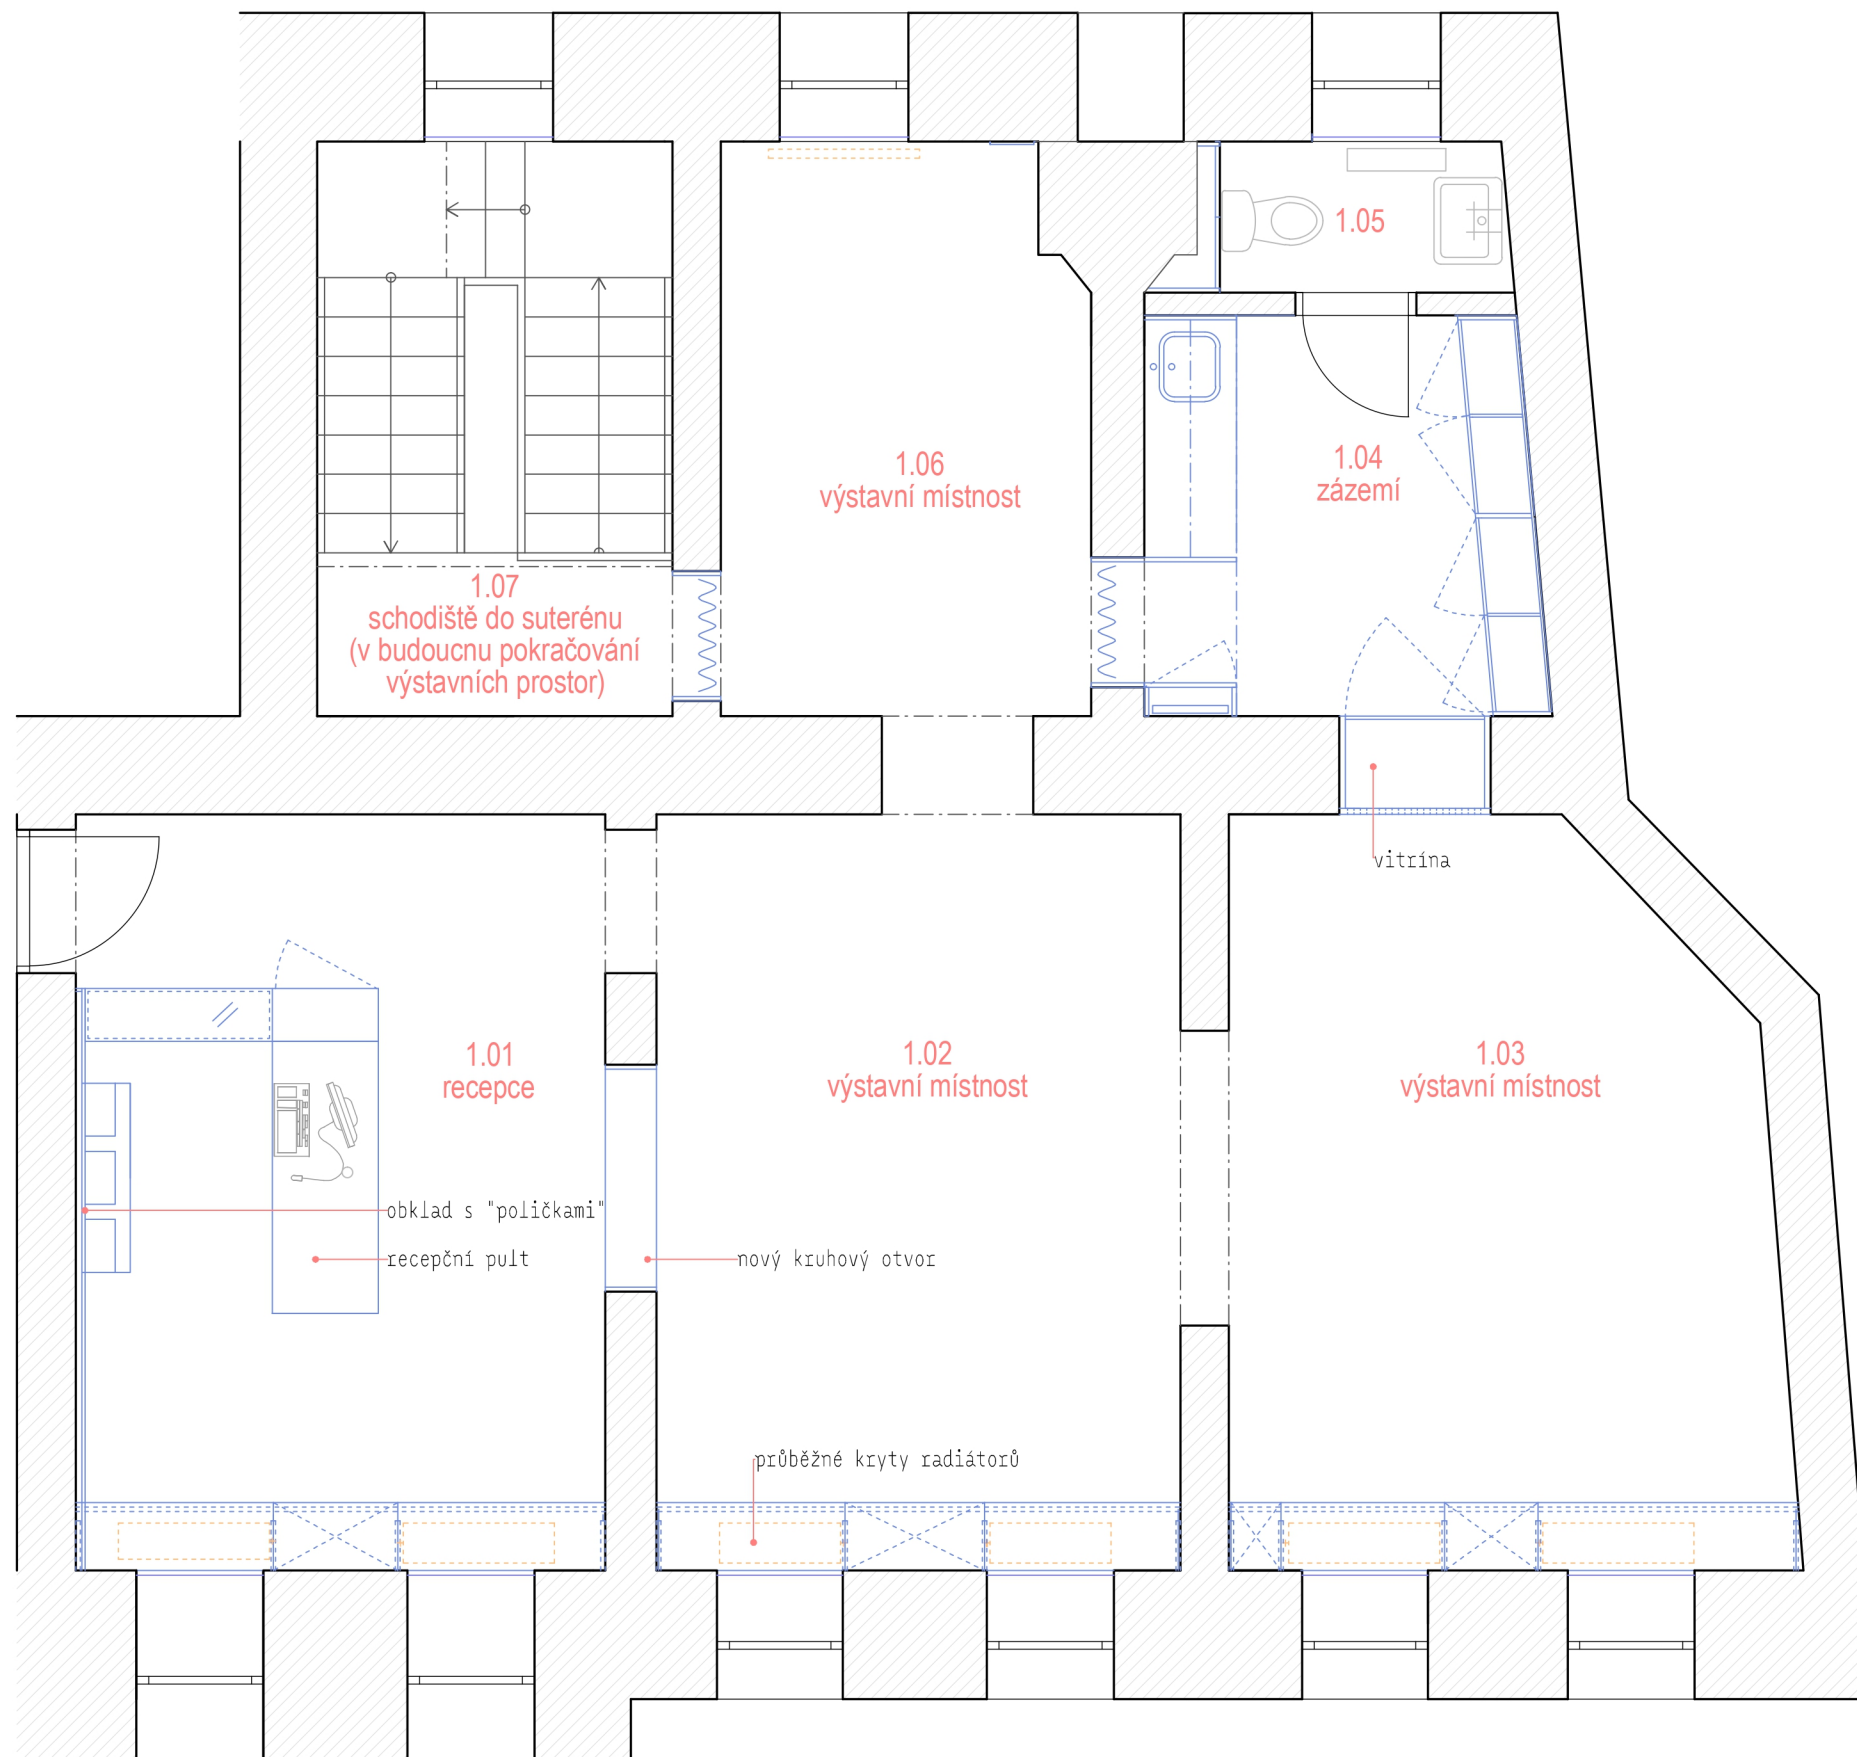 1.05
1.06
výstavní místnost
1.04
zázemí
1.07
schodiště do suterénu
(v budoucnu pokračování
výstavních prostor)
vitrína
1.01
recepce
1.02
výstavní místnost
1.03
výstavní místnost
obklad s "poličkami"
recepční pult
nový kruhový otvor
průběžné kryty radiátorů